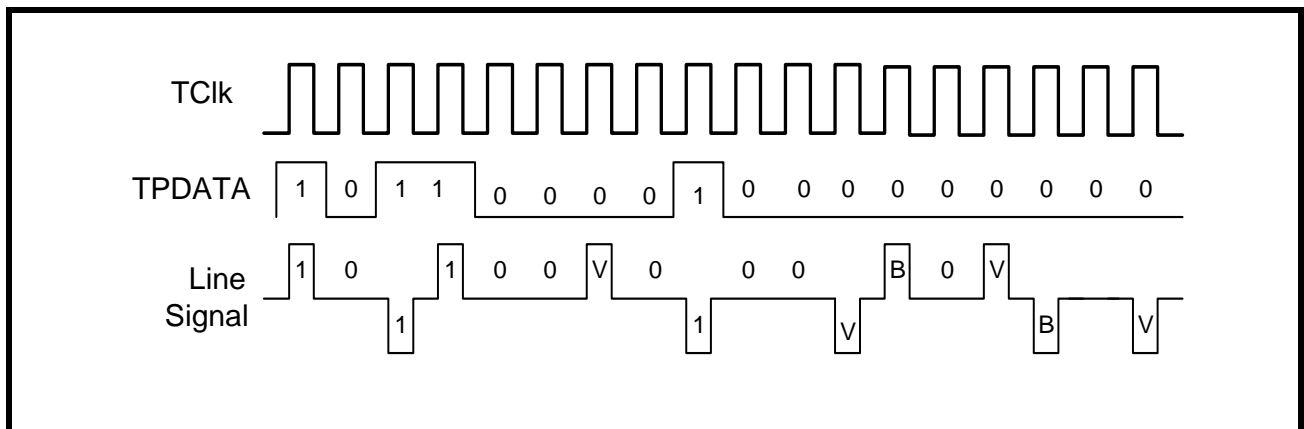 TClk
TPDATA 1 0 1 1 0 0 0 0 1 0 0 0 0 0 0 0 0 0
Line
Signal
1 0 1 0 0 V 0 0 0 B 0 V
1 1 V B V